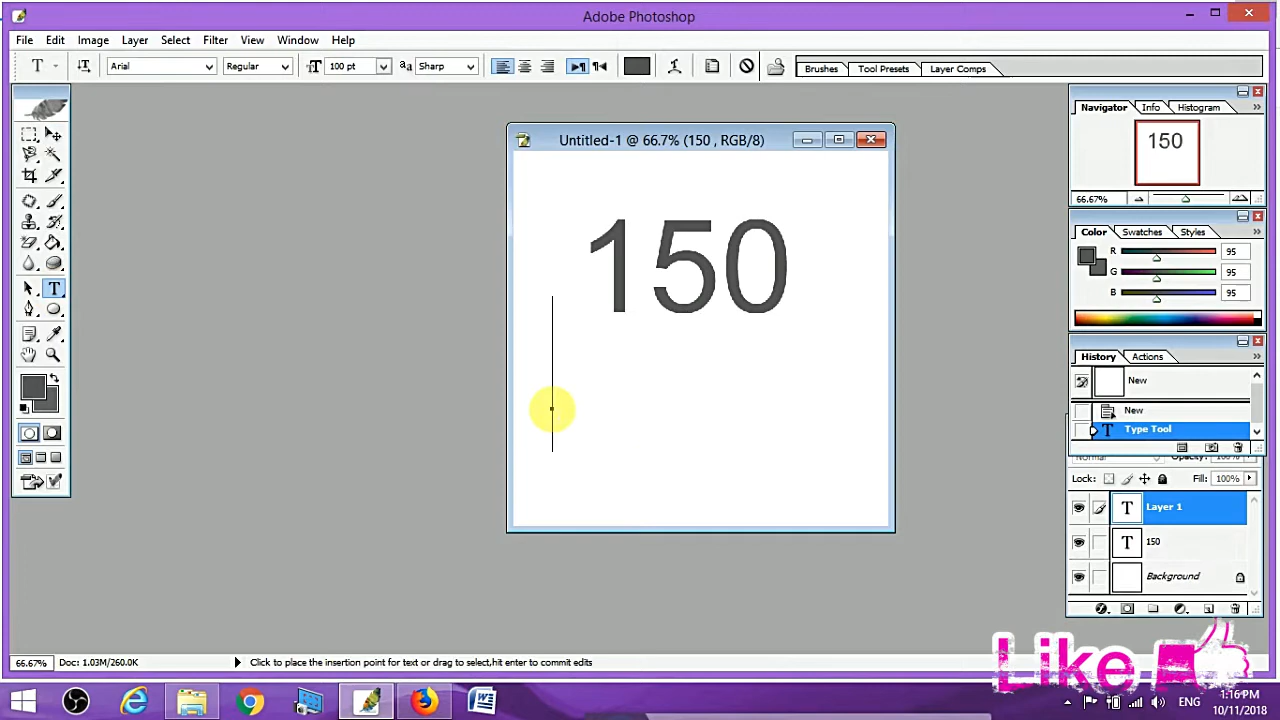 Adobe Photoshop
File Edit Image Layer Select Filter View Window Help
T Arial Regular 100 pt Sharp Brushes Tool Presets Layer Comps
Untitled-1 @ 66.7% (150 , RGB/8)
150
Navigator Info Histogram
150
66.67%
Color Swatches Styles
R 95
G 95
B 95
History Actions
New
New
Type Tool
Normal Opacity: 100%
Lock: Fill: 100%
T Layer 1
T 150
Background
66.67% Doc: 1.03M/260.0K Click to place the insertion point for text or drag to select,hit enter to commit edits
Like
ENG
1:16 PM
10/11/2018